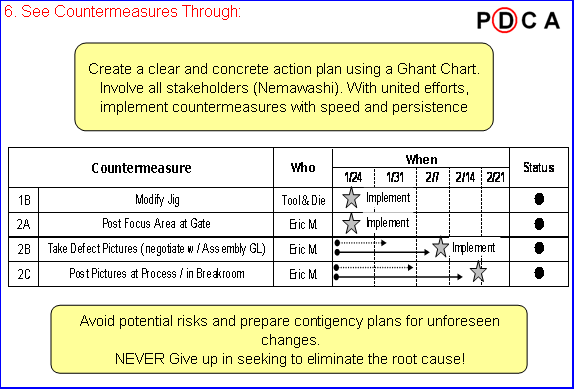 6. See Countermeasures Through:
P D C A
Create a clear and concrete action plan using a Ghant Chart.
Involve all stakeholders (Nemawashi). With united efforts,
implement countermeasures with speed and persistence
Countermeasure Who When Status
1/24 1/31 2/7 2/14 2/21
1B Modify Jig Tool & Die Implement
2A Post Focus Area at Gate Eric M. Implement
2B Take Defect Pictures (negotiate w / Assembly GL) Eric M. Implement
2C Post Pictures at Process / in Breakroom Eric M.
Avoid potential risks and prepare contigency plans for unforeseen
changes.
NEVER Give up in seeking to eliminate the root cause!